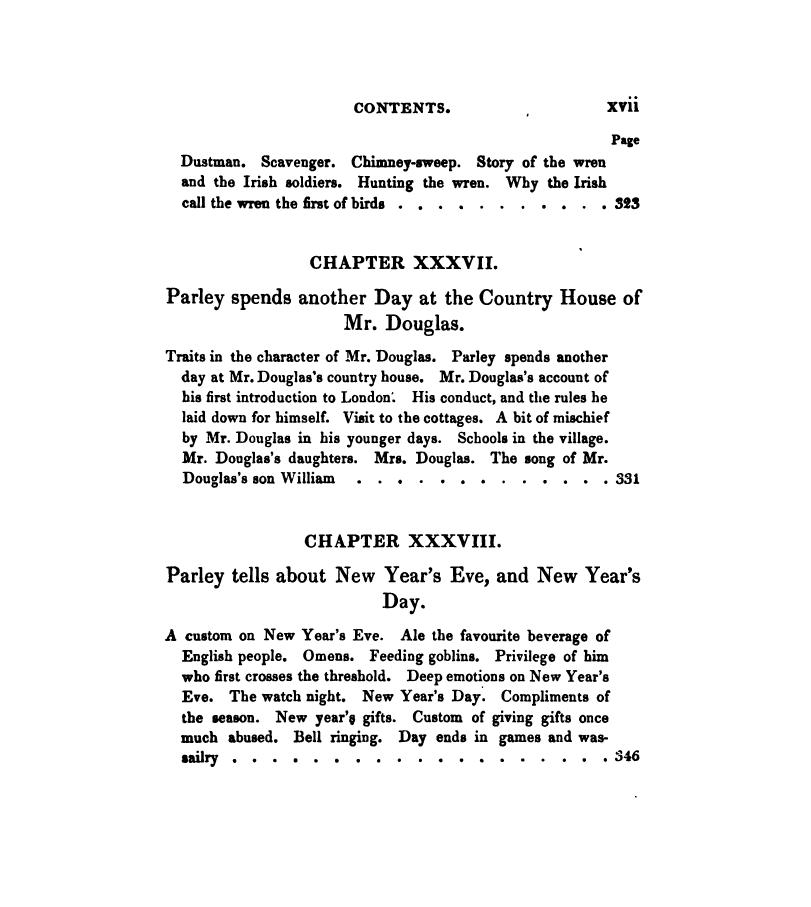 CONTENTS. xvii
Page
Dustman. Scavenger. Chimney-sweep. Story of the wren
and the Irish soldiers. Hunting the wren. Why the Irish
call the wren the first of birds . . . . . . . . . . . 323
CHAPTER XXXVII.
Parley spends another Day at the Country House of
Mr. Douglas.
Traits in the character of Mr. Douglas. Parley spends another
day at Mr. Douglas's country house. Mr. Douglas's account of
his first introduction to London. His conduct, and the rules he
laid down for himself. Visit to the cottages. A bit of mischief
by Mr. Douglas in his younger days. Schools in the village.
Mr. Douglas's daughters. Mrs. Douglas. The song of Mr.
Douglas's son William . . . . . . . . . . . . . 331
CHAPTER XXXVIII.
Parley tells about New Year's Eve, and New Year's
Day.
A custom on New Year's Eve. Ale the favourite beverage of
English people. Omens. Feeding goblins. Privilege of him
who first crosses the threshold. Deep emotions on New Year's
Eve. The watch night. New Year's Day. Compliments of
the season. New year's gifts. Custom of giving gifts once
much abused. Bell ringing. Day ends in games and was-
sailry . . . . . . . . . . . . . . . . . . . 346